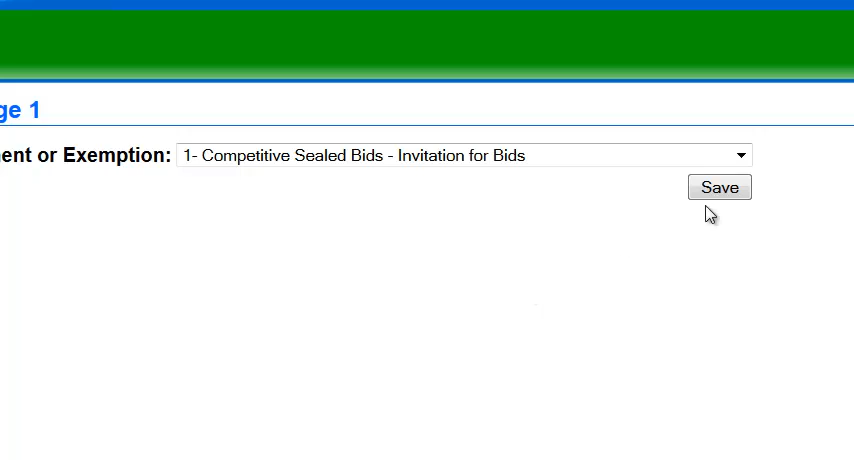 ge 1
ent or Exemption: 1- Competitive Sealed Bids - Invitation for Bids
Save